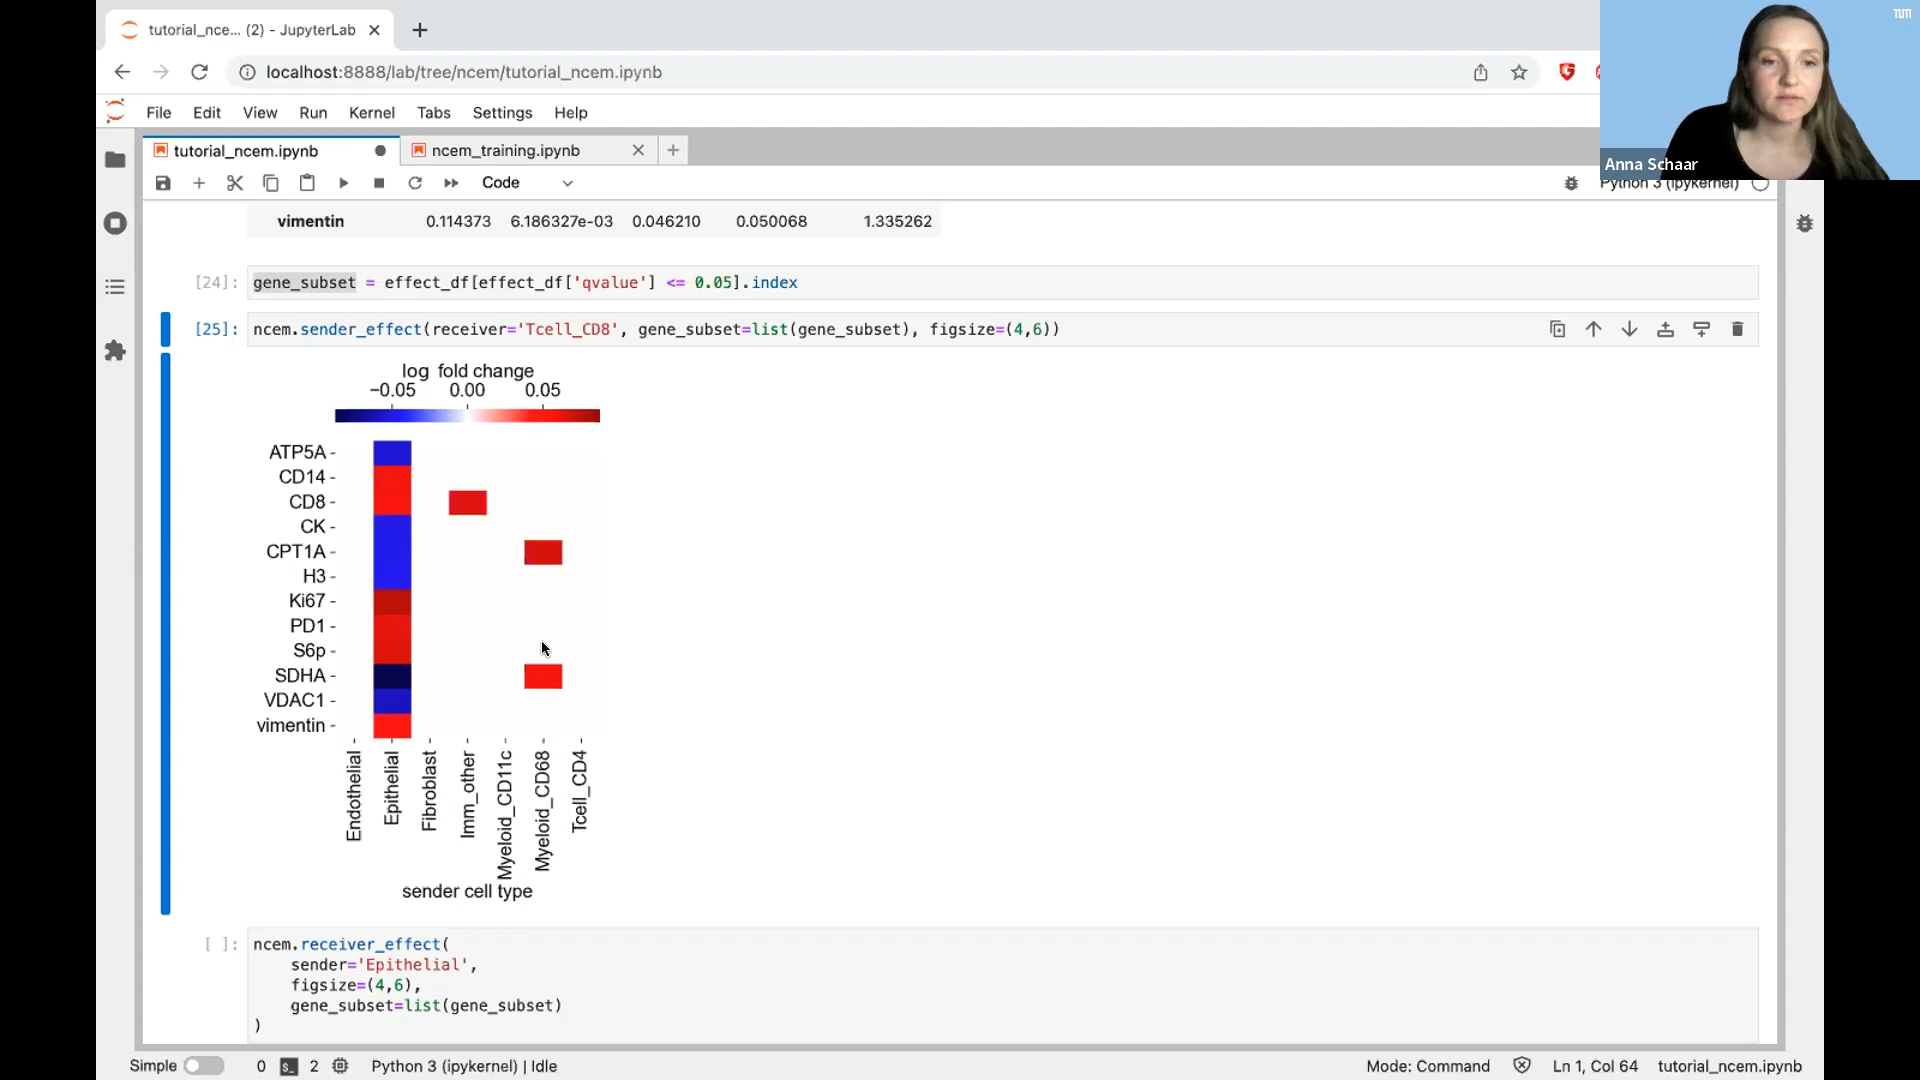 tutorial_nce... (2) - JupyterLab
TUM
localhost:8888/lab/tree/ncem/tutorial_ncem.ipynb
File Edit View Run Kernel Tabs Settings Help
tutorial_ncem.ipynb ncem_training.ipynb
Anna Schaar
Code
Python 3 (ipykernel)
vimentin 0.114373 6.186327e-03 0.046210 0.050068 1.335262
[24]: gene_subset = effect_df[effect_df['qvalue'] <= 0.05].index
[25]: ncem.sender_effect(receiver='Tcell_CD8', gene_subset=list(gene_subset), figsize=(4,6))
log fold change
−0.05 0.00 0.05
ATP5A
CD14
CD8
CK
CPT1A
H3
Ki67
PD1
S6p
SDHA
VDAC1
vimentin
Endothelial
Epithelial
Fibroblast
Imm_other
Myeloid_CD11c
Myeloid_CD68
Tcell_CD4
sender cell type
[ ]: ncem.receiver_effect(
sender='Epithelial',
figsize=(4,6),
gene_subset=list(gene_subset)
)
Simple 0 2 Python 3 (ipykernel) | Idle Mode: Command Ln 1, Col 64 tutorial_ncem.ipynb